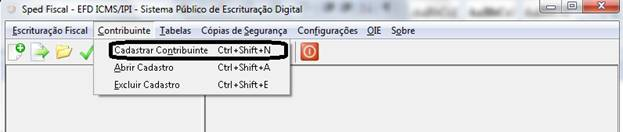 Sped Fiscal - EFD ICMS/IPI - Sistema Público de Escrituração Digital
Escrituração Fiscal Contribuinte Tabelas Cópias de Segurança Configurações OIE Sobre
Cadastrar Contribuinte Ctrl+Shift+N
Abrir Cadastro Ctrl+Shift+A
Excluir Cadastro Ctrl+Shift+E